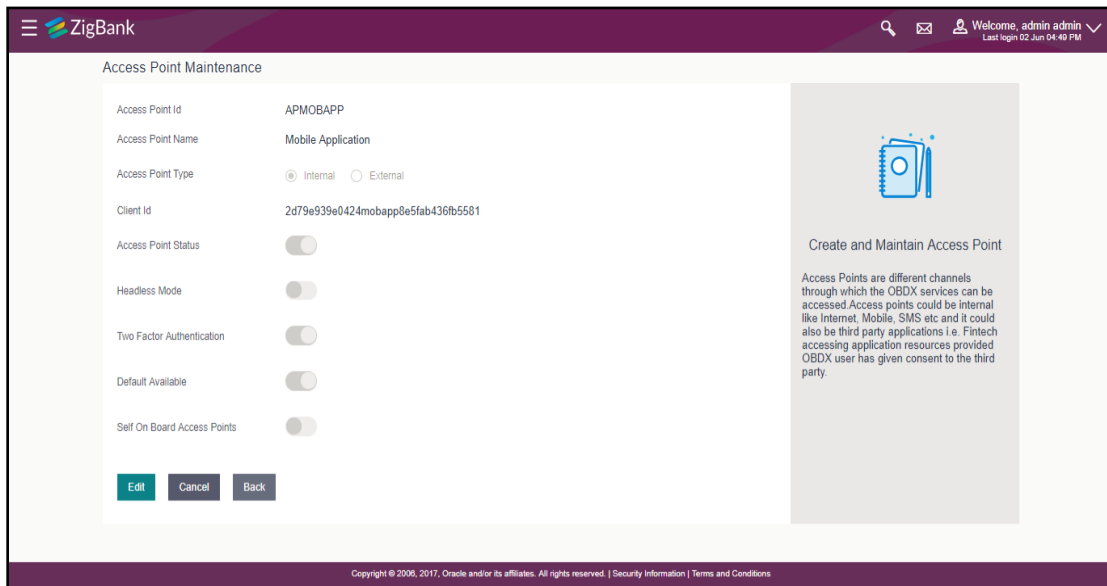 ZigBank
Welcome, admin admin
Last login 02 Jun 04:49 PM
Access Point Maintenance
Access Point Id APMOBAPP
Access Point Name Mobile Application
Access Point Type Internal External
Client Id 2d79e939e0424mobapp8e5fab436fb5581
Access Point Status
Headless Mode
Two Factor Authentication
Default Available
Self On Board Access Points
Edit Cancel Back
Create and Maintain Access Point
Access Points are different channels
through which the OBDX services can be
accessed.Access points could be internal
like Internet, Mobile, SMS etc and it could
also be third party applications i.e. Fintech
accessing application resources provided
OBDX user has given consent to the third
party.
Copyright © 2006, 2017, Oracle and/or its affiliates. All rights reserved. | Security Information | Terms and Conditions